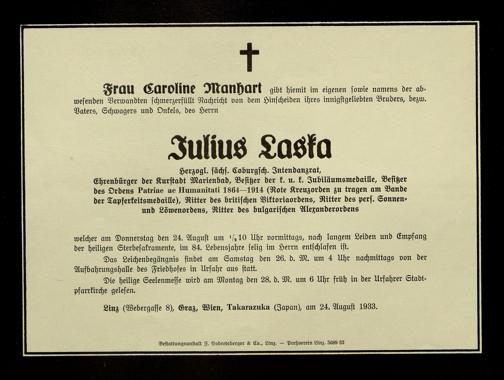 Frau Caroline Manhart gibt hiemit im eigenen sowie namens der ab-
wesenden Verwandten schmerzerfüllt Nachricht von dem Hinscheiden ihres innigstgeliebten Bruders, bezw.
Vaters, Schwagers und Onkels, des Herrn
Julius Laska
Herzogl. sächs. Coburgsch. Intendanzrat,
Ehrenbürger der Kurstadt Marienbad, Besitzer der k. u. k. Jubiläumsmedaille, Besitzer
des Ordens Patriae ac Humanitati 1864–1914 (Rote Kreuzorden zu tragen am Bande
der Tapferkeitsmedaille), Ritter des britischen Viktoriaordens, Ritter des pers. Sonnen-
und Löwenordens, Ritter des bulgarischen Alexanderordens
welcher am Donnerstag den 24. August um ½10 Uhr vormittags, nach langem Leiden und Empfang
der heiligen Sterbesakramente, im 84. Lebensjahre selig im Herrn entschlafen ist.
Das Leichenbegängnis findet am Samstag den 26. d. M. um 4 Uhr nachmittags von der
Aufbahrungshalle des Friedhofes in Urfahr aus statt.
Die heilige Seelenmesse wird am Montag den 28. d. M. um 6 Uhr früh in der Urfahrer Stadt-
pfarrkirche gelesen.
Linz (Webergasse 8), Graz, Wien, Takarazuka (Japan), am 24. August 1933.
Bestattungsanstalt & Co., Linz. — Preßverein Linz.